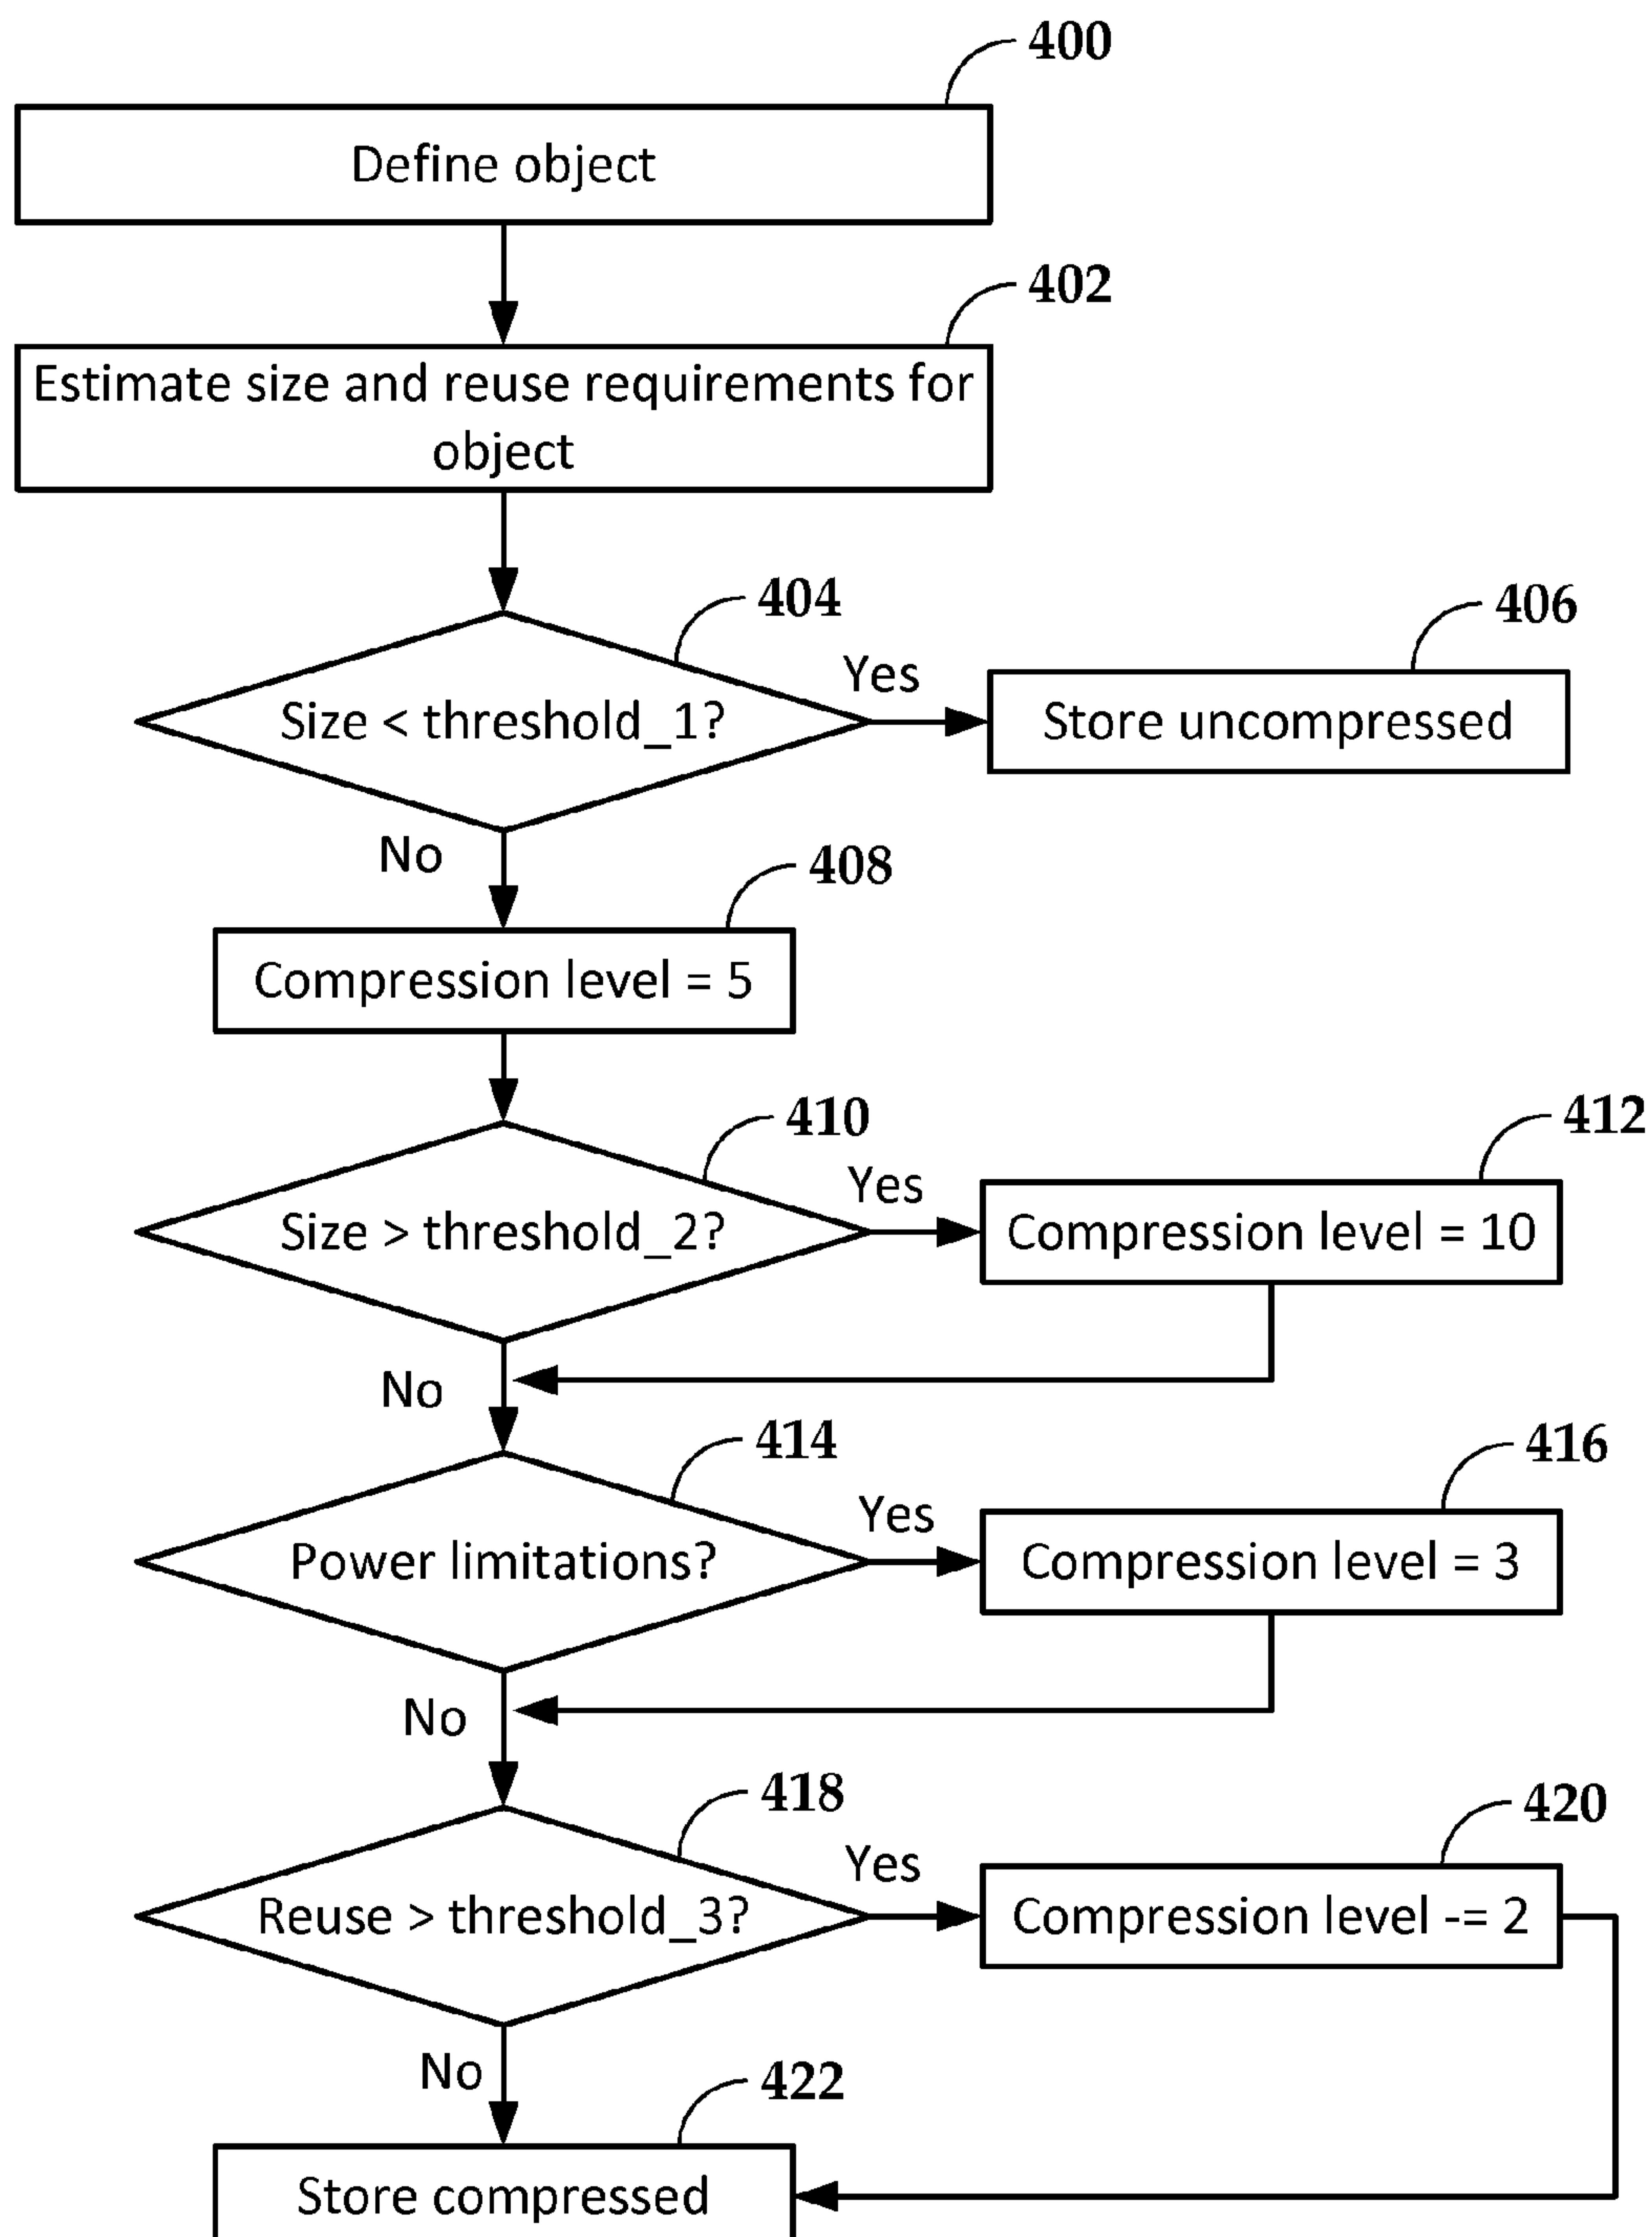 400
Define object
402
Estimate size and reuse requirements for
object
404
406
Size < threshold_1?
Yes
Store uncompressed
No
408
Compression level = 5
410
412
Size > threshold_2?
Yes
Compression level = 10
No
414
416
Power limitations?
Yes
Compression level = 3
No
418
420
Reuse > threshold_3?
Yes
Compression level -= 2
No
422
Store compressed